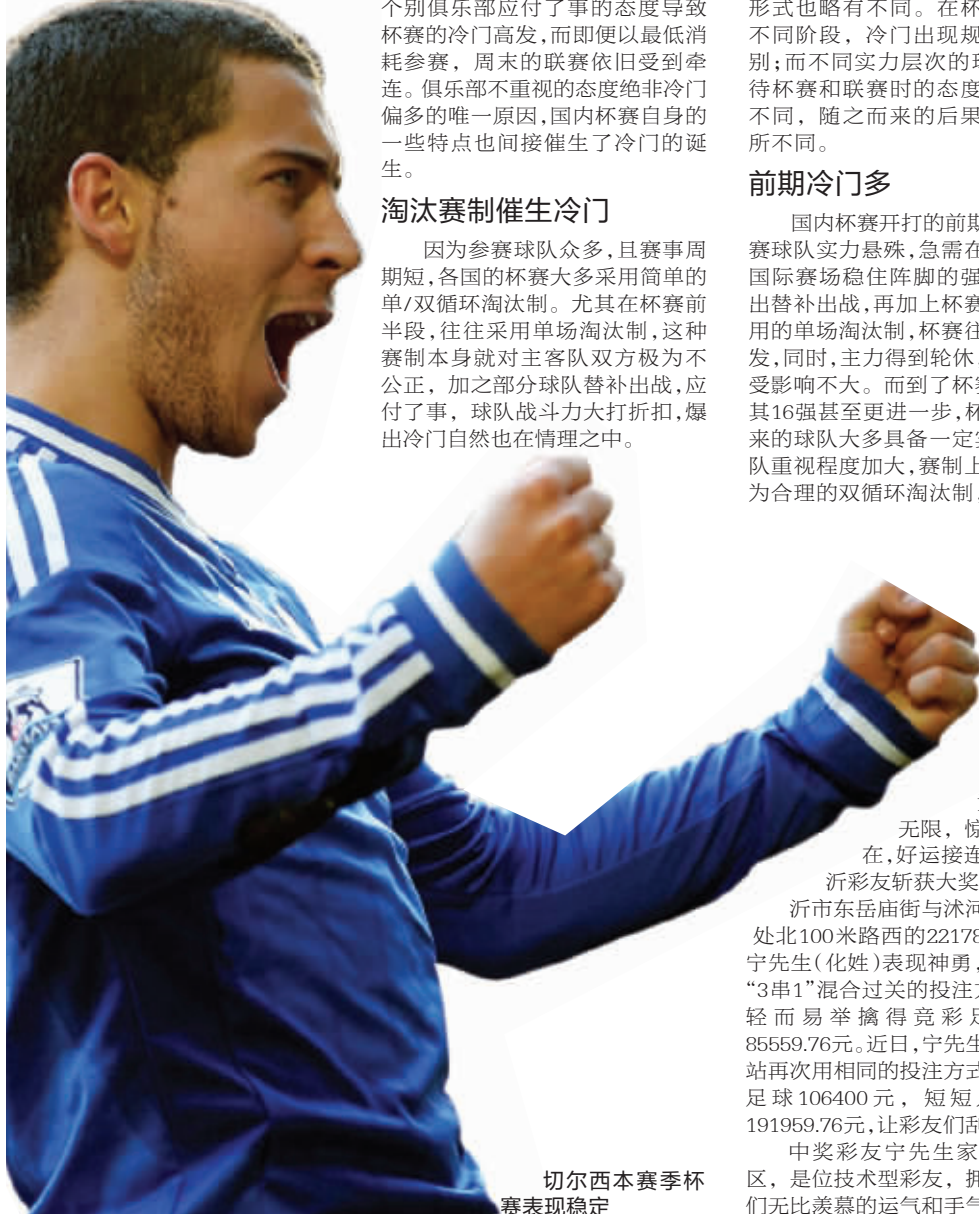 个别俱乐部应付了事的态度导致
杯赛的冷门高发,而即便以最低消
耗参赛，周末的联赛依旧受到牵
连。俱乐部不重视的态度绝非冷门
偏多的唯一原因,国内杯赛自身的
一些特点也间接催生了冷门的诞
生。
淘汰赛制催生冷门
因为参赛球队众多,且赛事周
期短,各国的杯赛大多采用简单的
单/双循环淘汰制。尤其在杯赛前
半段,往往采用单场淘汰制,这种
赛制本身就对主客队双方极为不
公正，加之部分球队替补出战,应
付了事，球队战斗力大打折扣,爆
出冷门自然也在情理之中。
切尔西本赛季杯
赛表现稳定
形式也略有不同。在杯
不同阶段，冷门出现规
别;而不同实力层次的
待杯赛和联赛时的态度
不同，随之而来的后果
所不同。
前期冷门多
国内杯赛开打的前期
赛球队实力悬殊,急需在
国际赛场稳住阵脚的强
出替补出战,再加上杯赛
用的单场淘汰制,杯赛往
发,同时,主力得到轮休
受影响不大。而到了杯赛
其16强甚至更进一步,杯
来的球队大多具备一定实
队重视程度加大,赛制上
为合理的双循环淘汰制
无限，惊
在,好运接连
沂彩友斩获大奖
沂市东岳庙街与沭河
处北100米路西的22178
宁先生(化姓)表现神勇,
“3串1”混合过关的投注方
轻而易举擒得竞彩足
85559.76元。近日,宁先生
站再次用相同的投注方式
足球106400元，短短
191959.76元,让彩友们
中奖彩友宁先生家
区，是位技术型彩友，拥
们无比羡慕的运气和手气